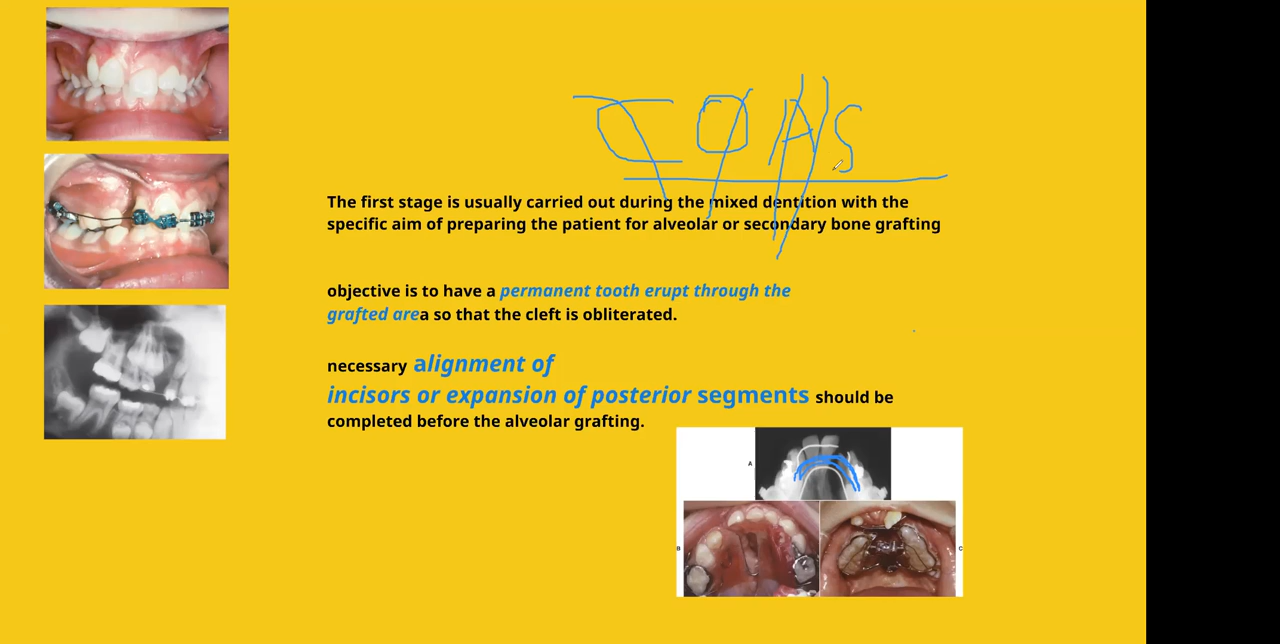 The first stage is usually carried out during the mixed dentition with the
specific aim of preparing the patient for alveolar or secondary bone grafting
objective is to have a permanent tooth erupt through the
grafted area so that the cleft is obliterated.
necessary alignment of
incisors or expansion of posterior segments should be
completed before the alveolar grafting.
A
B
C